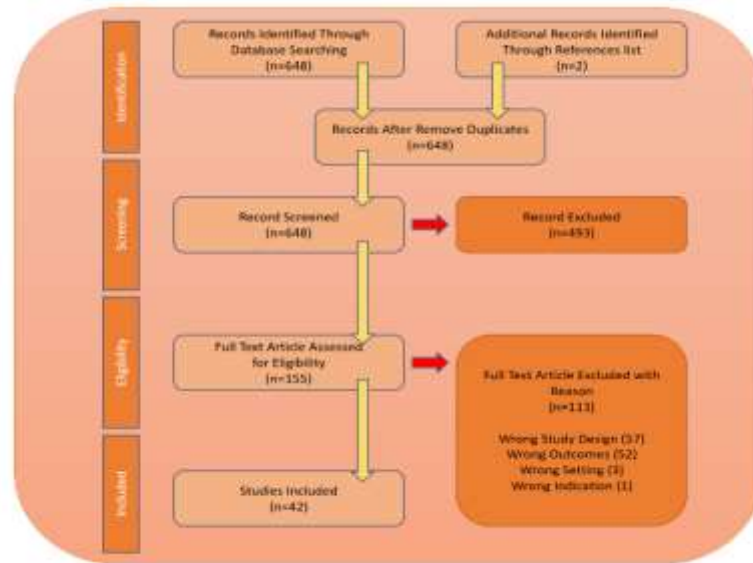 Identification
Records Identified Through
Database Searching
(n=648)
Additional Records Identified
Through References list
(n=2)
Records After Remove Duplicates
(n=648)
Screening
Record Screened
(n=648)
Record Excluded
(n=493)
Eligibility
Full Text Article Assessed
for Eligibility
(n=155)
Full Text Article Excluded with
Reason
(n=113)
Wrong Study Design (57)
Wrong Outcomes (52)
Wrong Setting (3)
Wrong Indication (1)
Included
Studies Included
(n=42)